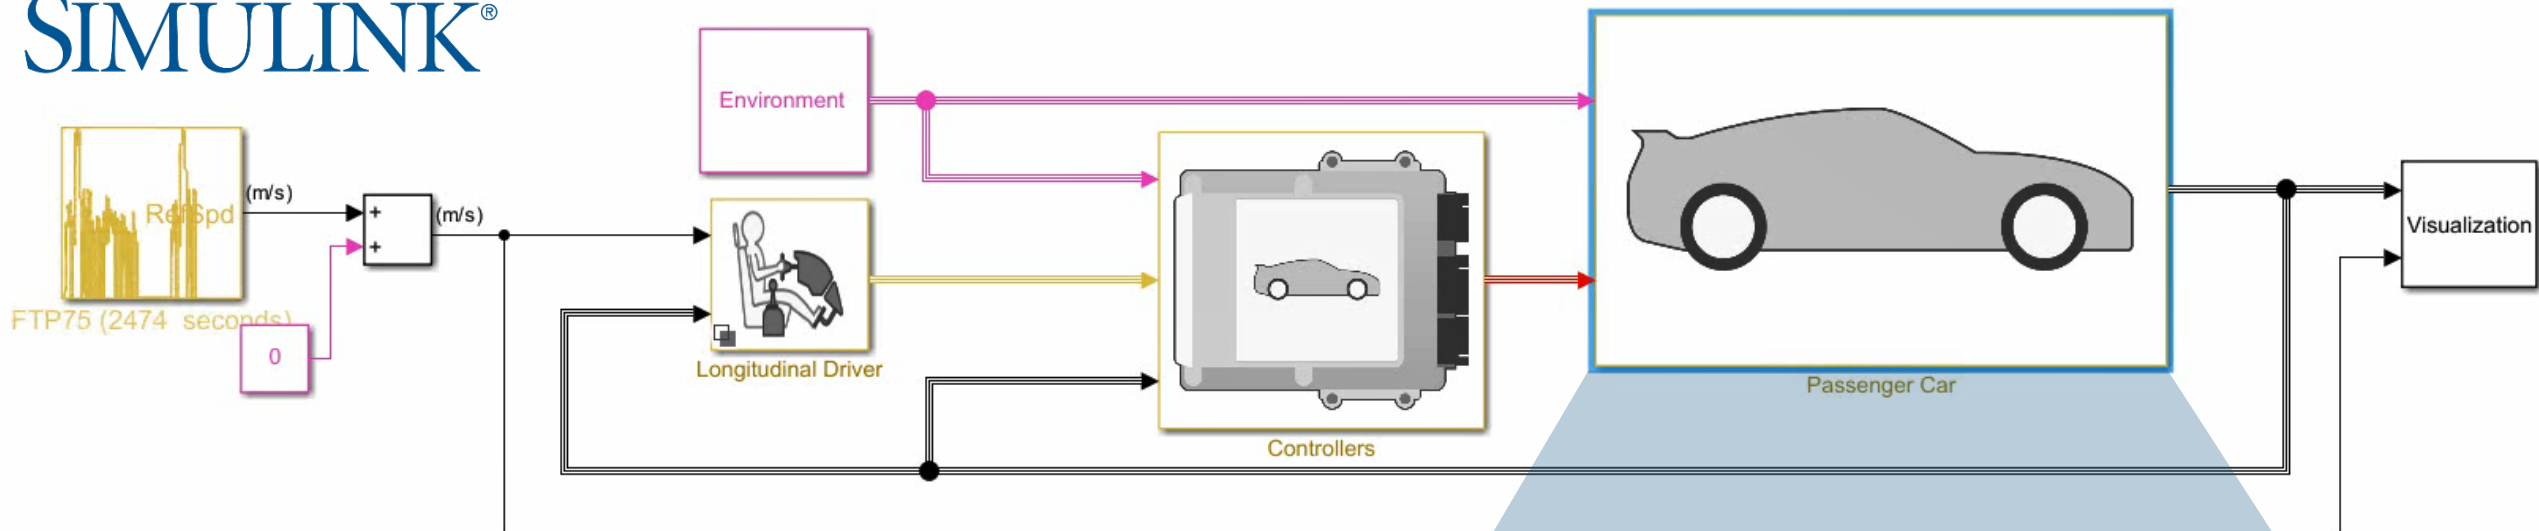 SIMULINK®
Environment
RefSpd
(m/s)
+
+
(m/s)
FTP75 (2474 seconds)
0
Longitudinal Driver
Controllers
Passenger Car
Visualization